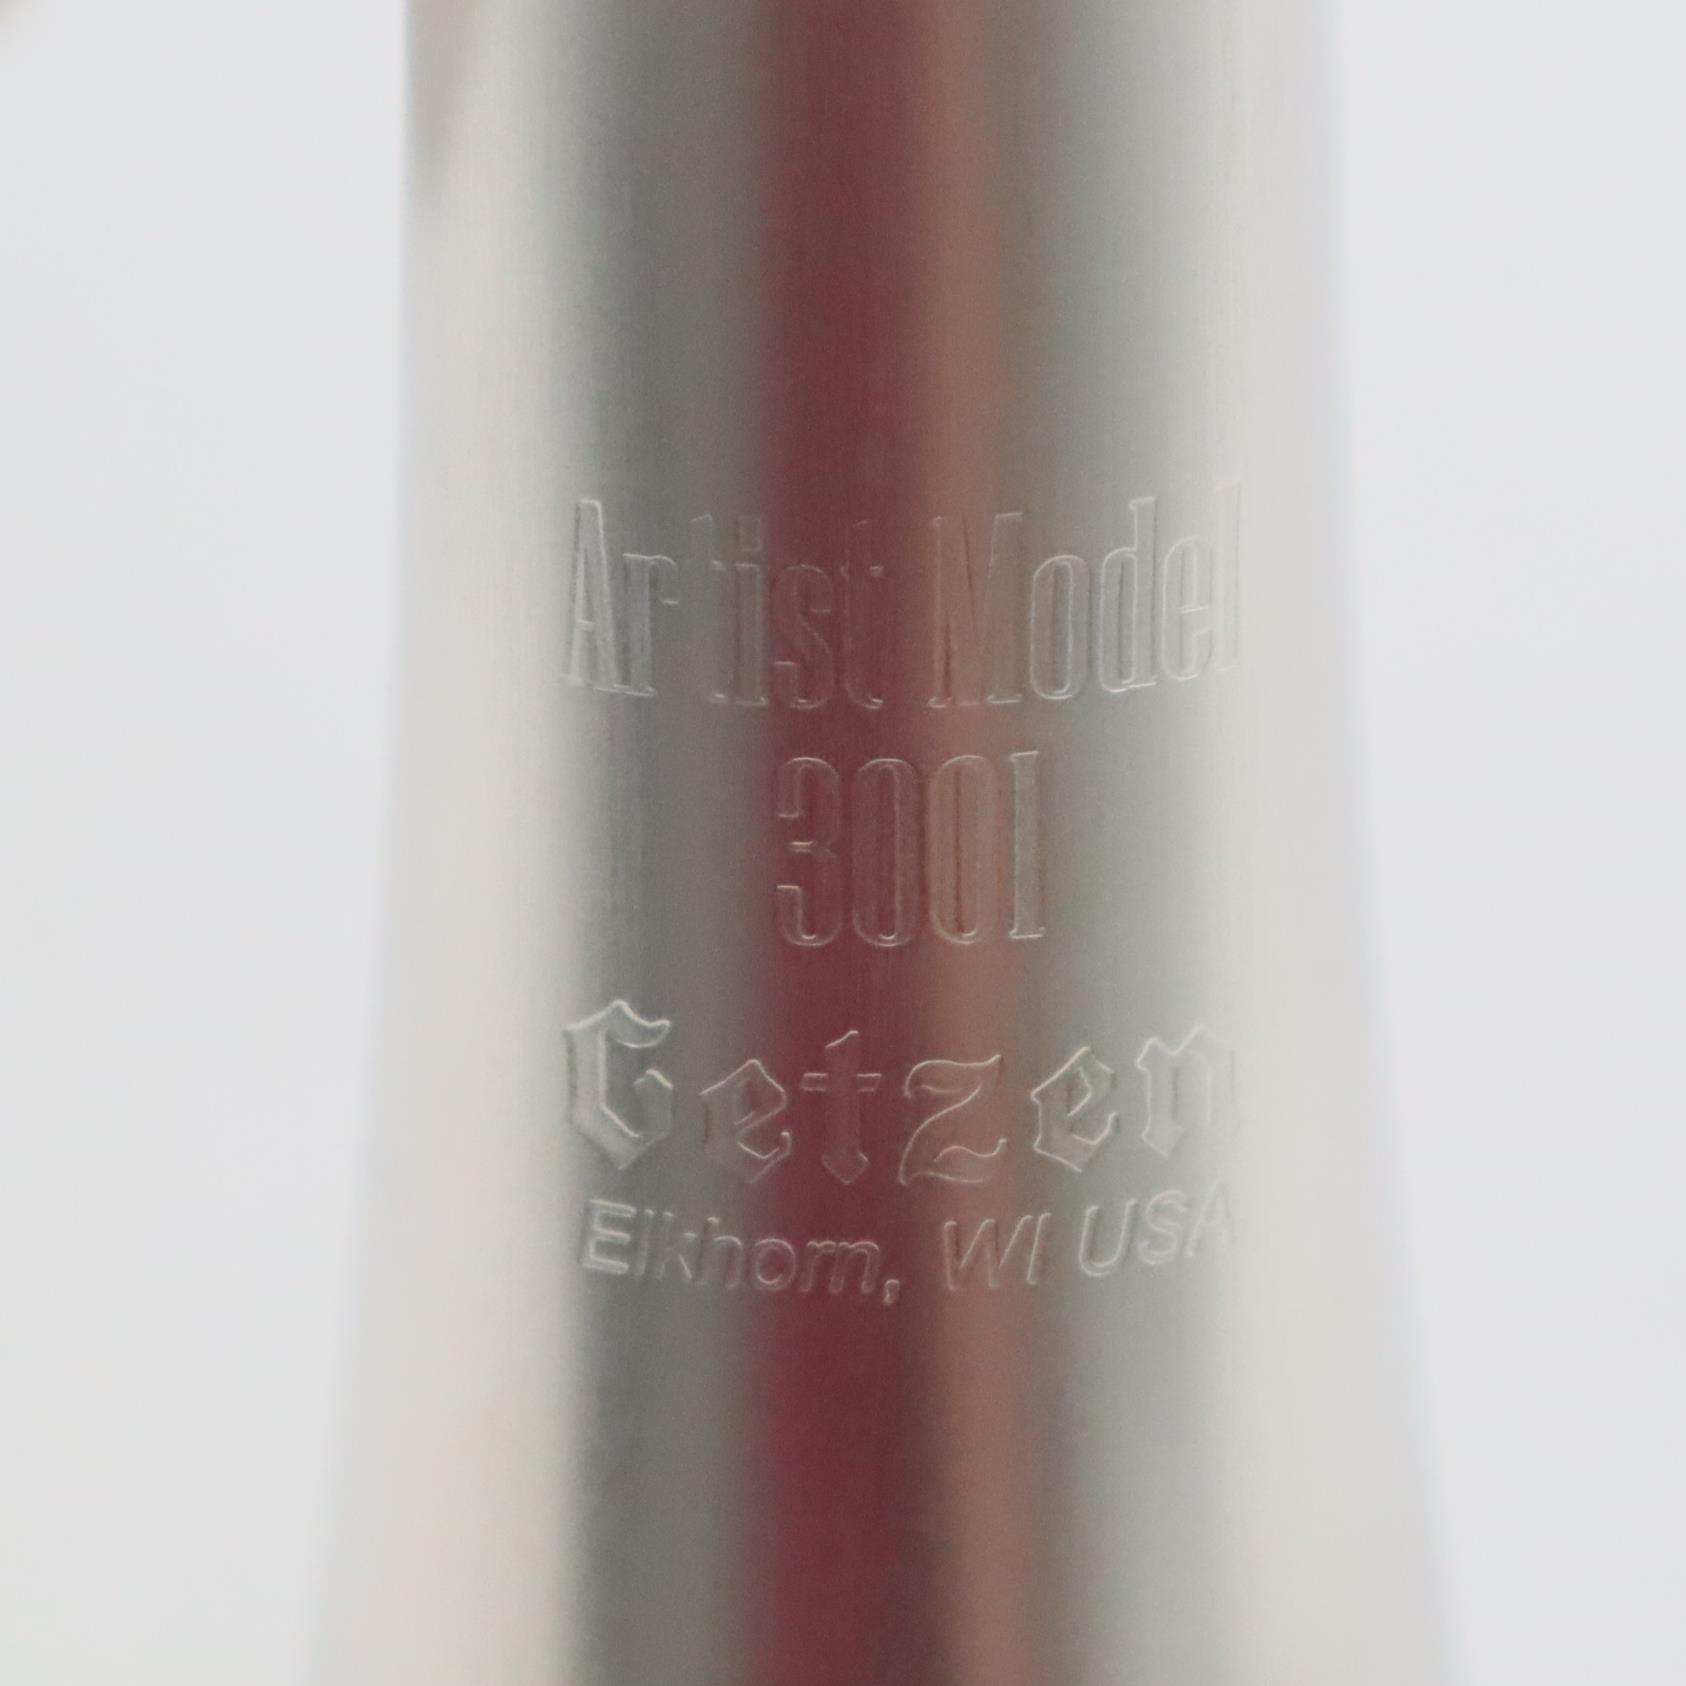 Artist Model
3001
Getzen
Elkhorn, WI USA